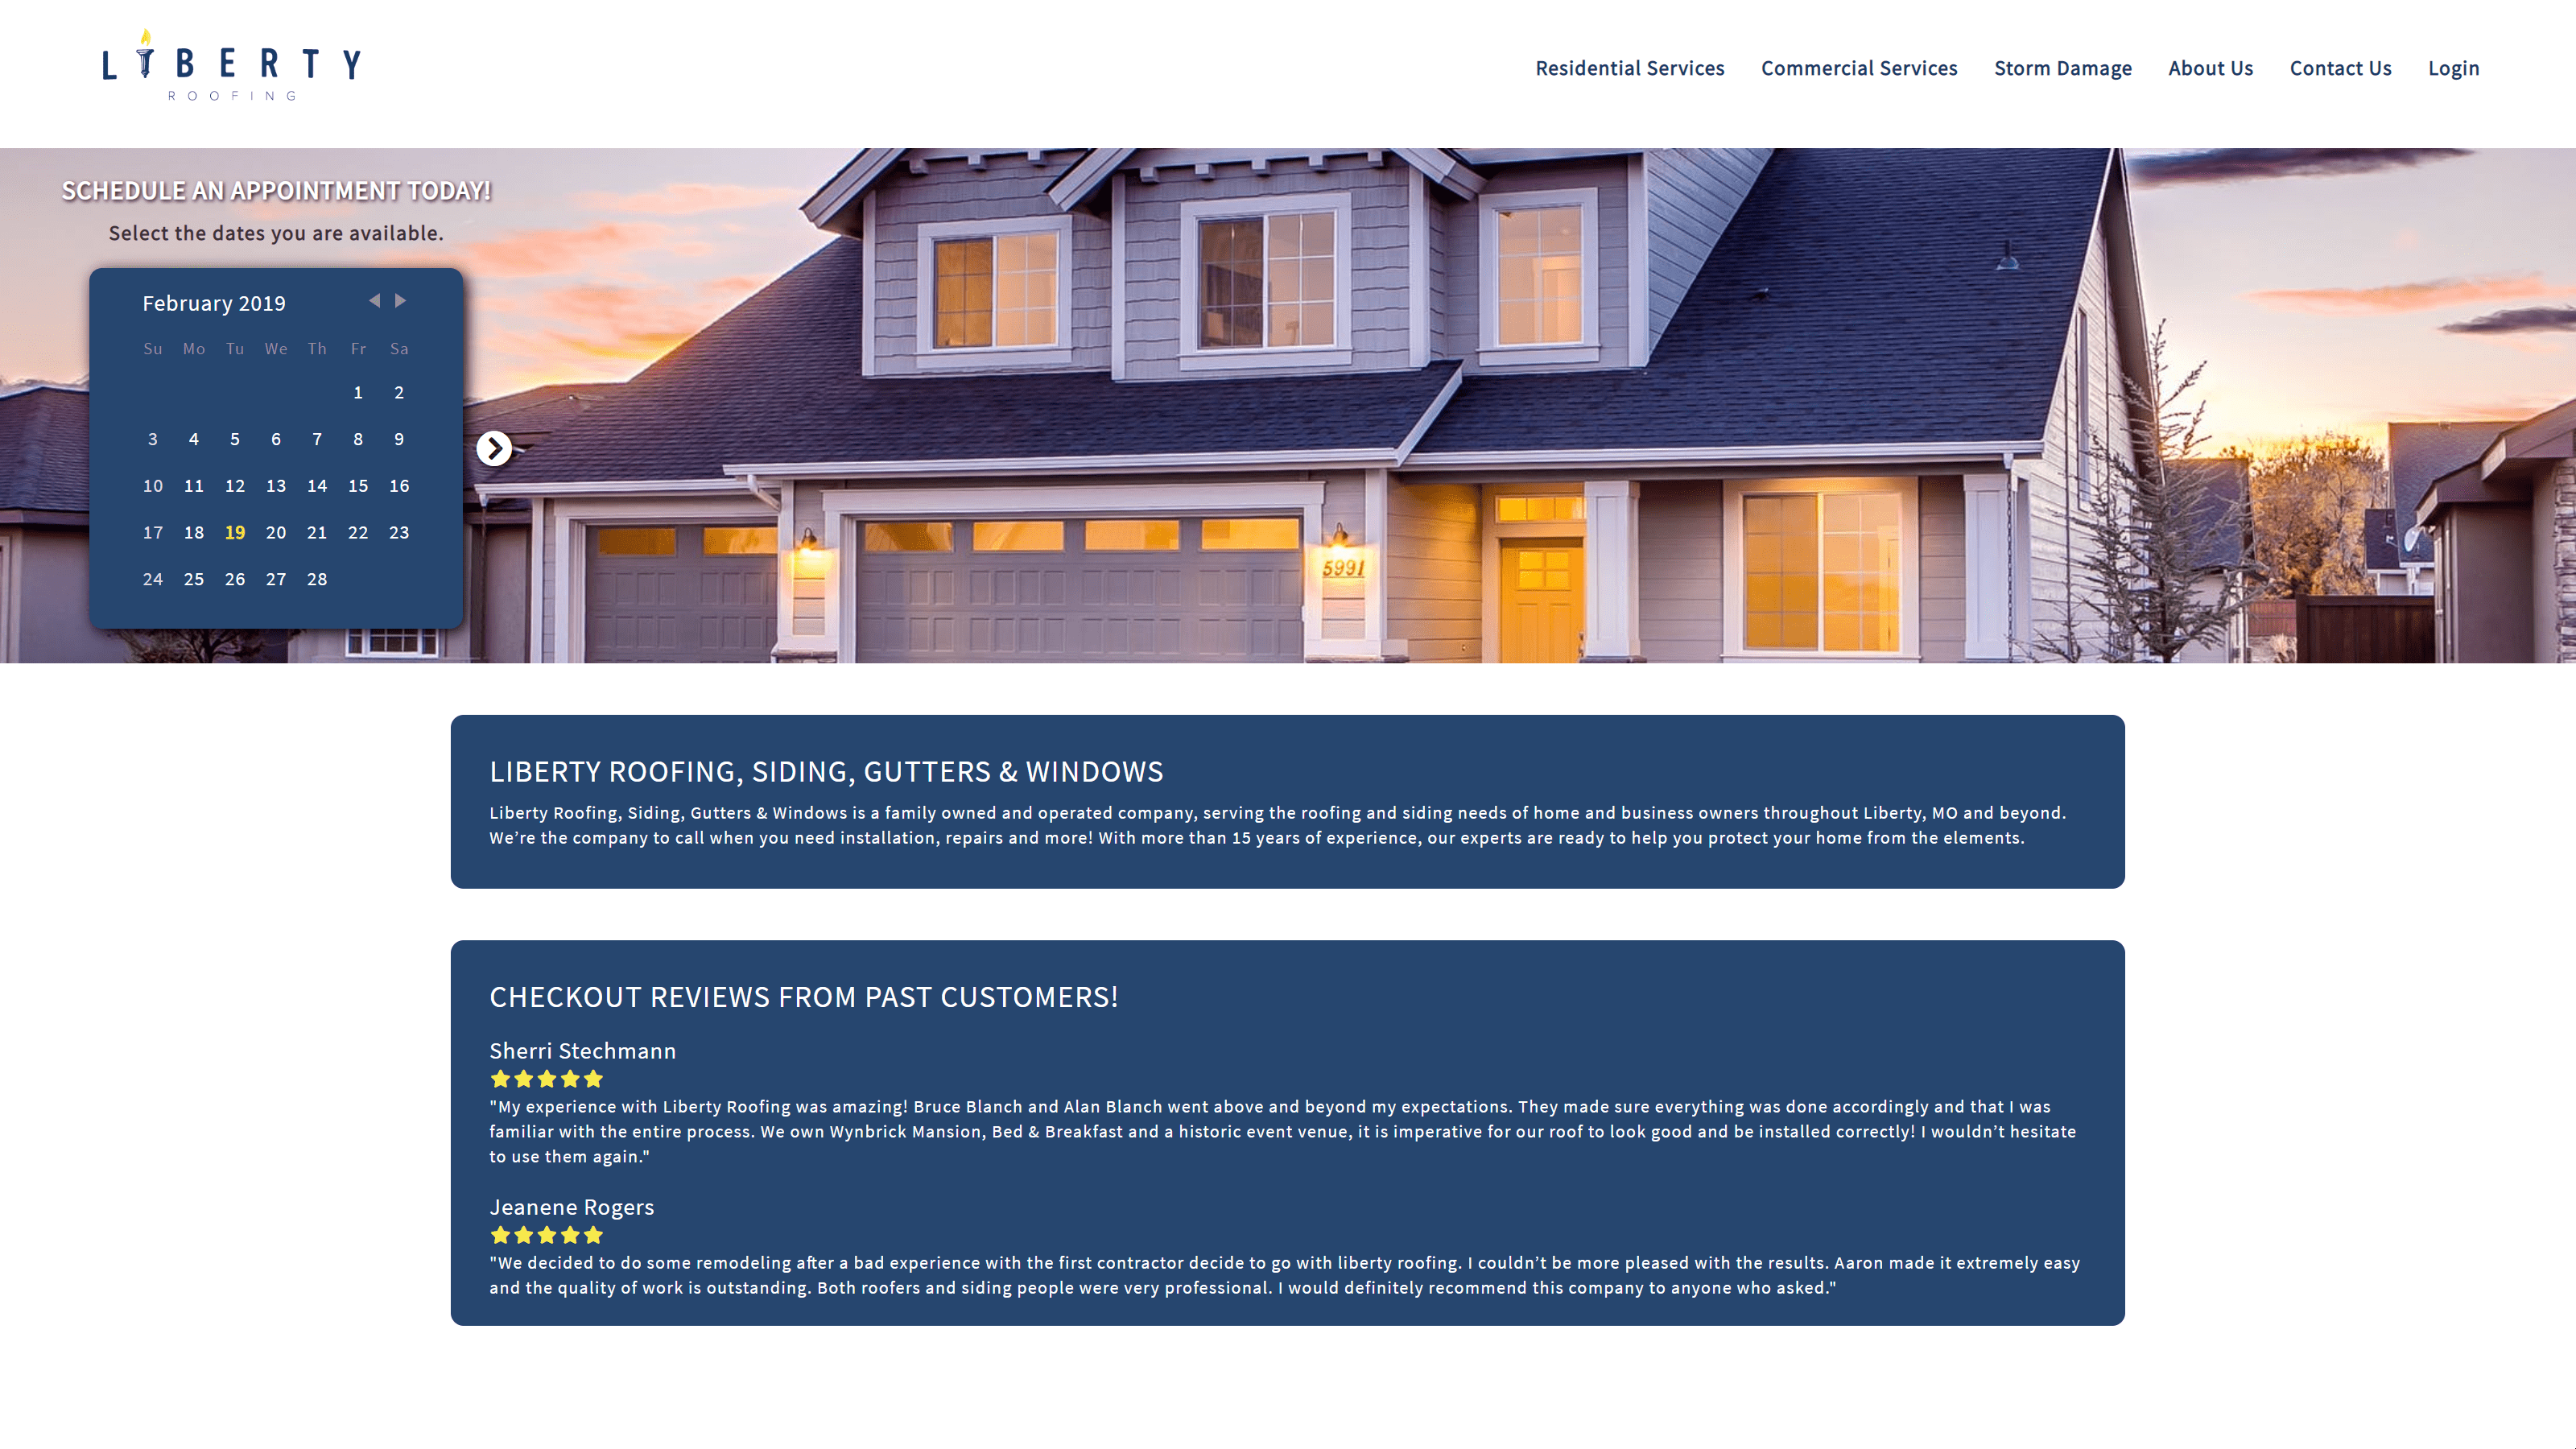 LIBERTY
ROOFING
Residential Services Commercial Services Storm Damage About Us Contact Us Login
SCHEDULE AN APPOINTMENT TODAY!
Select the dates you are available.
February 2019
Su Mo Tu We Th Fr Sa
1 2
3 4 5 6 7 8 9
10 11 12 13 14 15 16
17 18 19 20 21 22 23
24 25 26 27 28
5991
LIBERTY ROOFING, SIDING, GUTTERS & WINDOWS
Liberty Roofing, Siding, Gutters & Windows is a family owned and operated company, serving the roofing and siding needs of home and business owners throughout Liberty, MO and beyond.
We’re the company to call when you need installation, repairs and more! With more than 15 years of experience, our experts are ready to help you protect your home from the elements.
CHECKOUT REVIEWS FROM PAST CUSTOMERS!
Sherri Stechmann
"My experience with Liberty Roofing was amazing! Bruce Blanch and Alan Blanch went above and beyond my expectations. They made sure everything was done accordingly and that I was
familiar with the entire process. We own Wynbrick Mansion, Bed & Breakfast and a historic event venue, it is imperative for our roof to look good and be installed correctly! I wouldn’t hesitate
to use them again."
Jeanene Rogers
"We decided to do some remodeling after a bad experience with the first contractor decide to go with liberty roofing. I couldn’t be more pleased with the results. Aaron made it extremely easy
and the quality of work is outstanding. Both roofers and siding people were very professional. I would definitely recommend this company to anyone who asked."